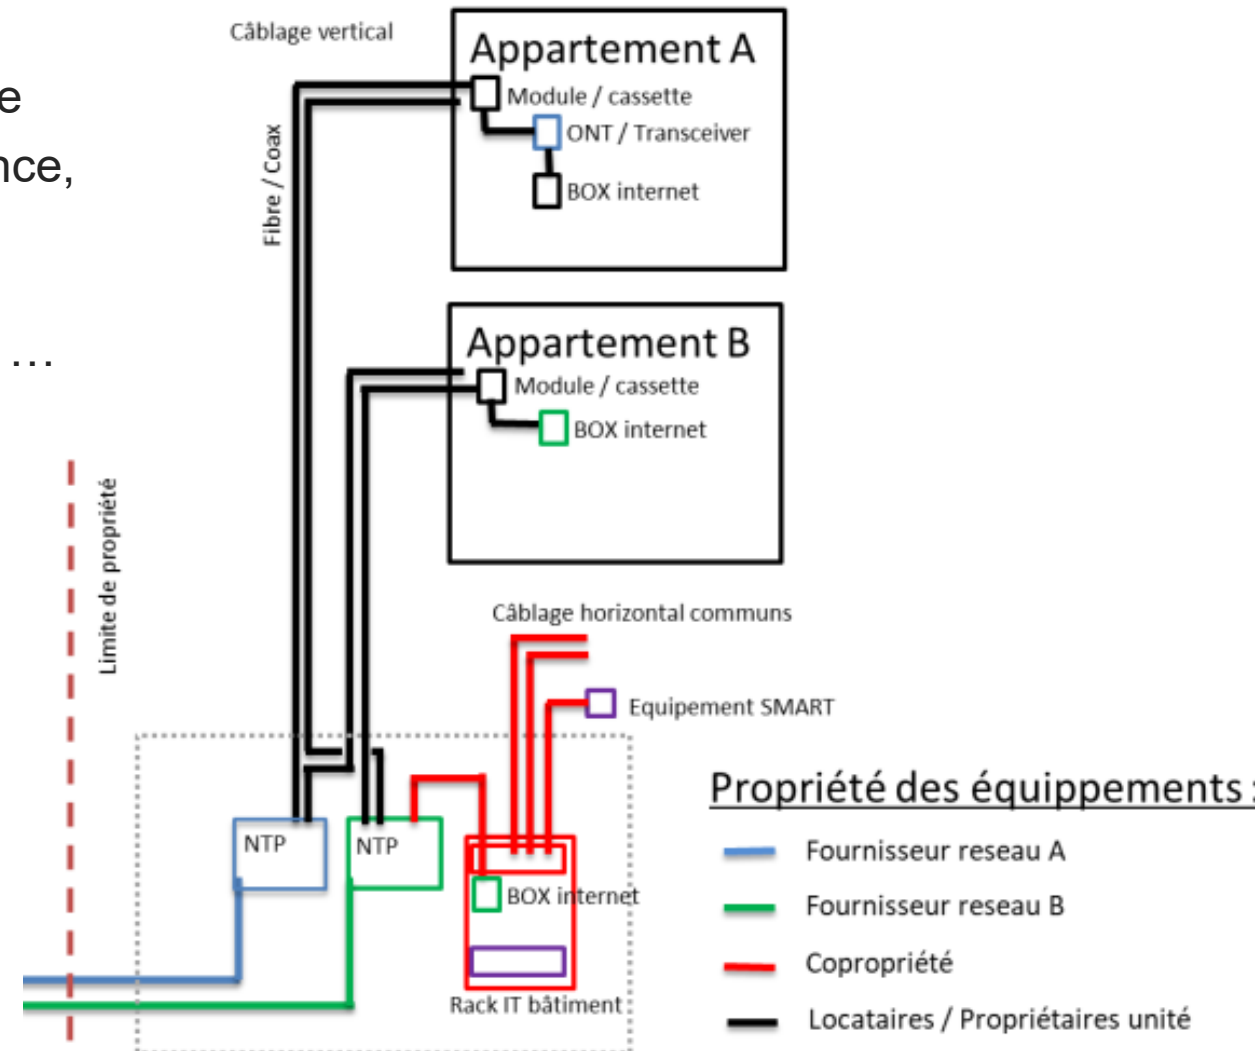 Câblage vertical
e
nce,
…
Fibre / Coax
Appartement A
Module / cassette
ONT / Transceiver
BOX internet
Appartement B
Module / cassette
BOX internet
Limite de propriété
Câblage horizontal communs
Equipement SMART
NTP
NTP
BOX internet
Rack IT bâtiment
Propriété des équippements :
Fournisseur reseau A
Fournisseur reseau B
Copropriété
Locataires / Propriétaires unité